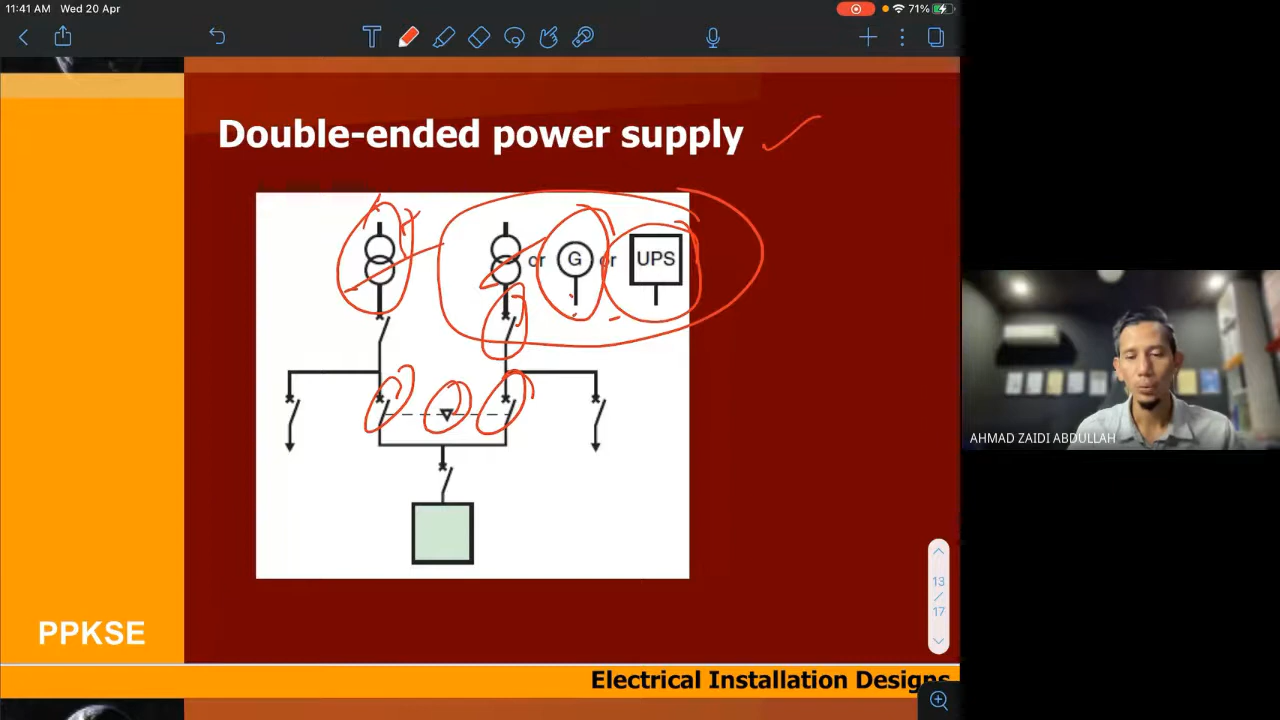 11:41 AM Wed 20 Apr
71%
Double-ended power supply
or G or UPS
AHMAD ZAIDI ABDULLAH
13
/
17
PPKSE
Electrical Installation Designs